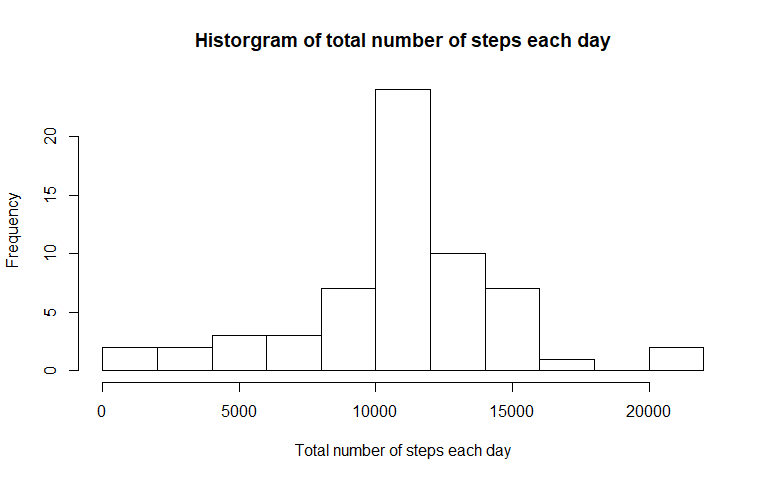 Historgram of total number of steps each day
Frequency
20
15
10
5
0
0 5000 10000 15000 20000
Total number of steps each day